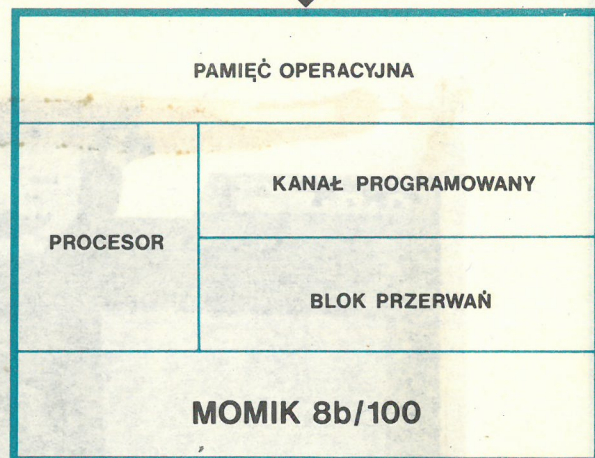 PAMIĘĆ OPERACYJNA
KANAŁ PROGRAMOWANY
PROCESOR
BLOK PRZERWAŃ
MOMIK 8b/100